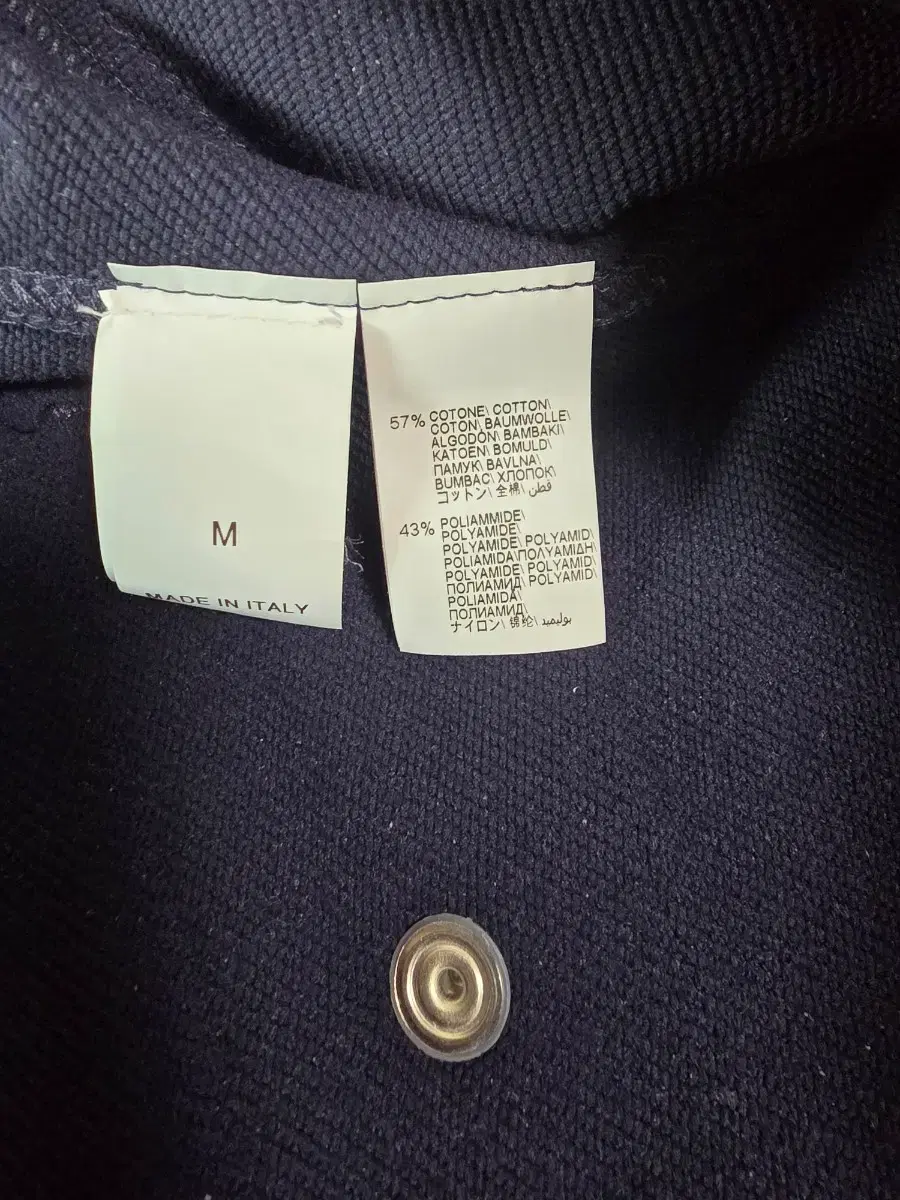 M
MADE IN ITALY
57% COTONE\ COTTON\
COTON\ BAUMWOLLE\
ALGODÓN\ BAMBAKI\
KATOEN\ BOMULD\
ПАМУК\ BAVLNA\
BUMBAC\ ХЛОПОК\
コットン\ 全棉\ قطن
43% POLIAMMIDE\
POLYAMIDE\
POLYAMIDE\ POLYAMID\
POLIAMIDA\ ΠΟΛΥΑΜΙΔΗ\
POLYAMIDE\ POLYAMID\
ПОЛИАМИД\ POLYAMID\
POLIAMIDA\
ПОЛИАМИД\
ナイロン\ 锦纶\ بوليميد